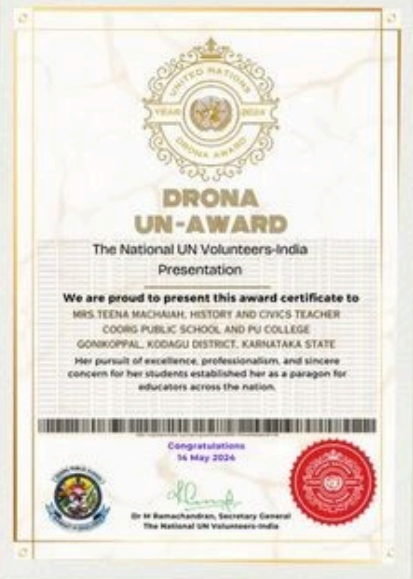 UNITED NATIONS
YEAR 2024
DRONA AWARD
DRONA
UN-AWARD
The National UN Volunteers-India
Presentation
We are proud to present this award certificate to
MRS.TEENA MACHAIAH, HISTORY AND CIVICS TEACHER
COORG PUBLIC SCHOOL AND PU COLLEGE
GONIKOPPAL, KODAGU DISTRICT, KARNATAKA STATE
Her pursuit of excellence, professionalism, and sincere
concern for her students established her as a paragon for
educators across the nation.
Congratulations
14 May 2024
Dr M Ramachandran, Secretary General
The National UN Volunteers-India